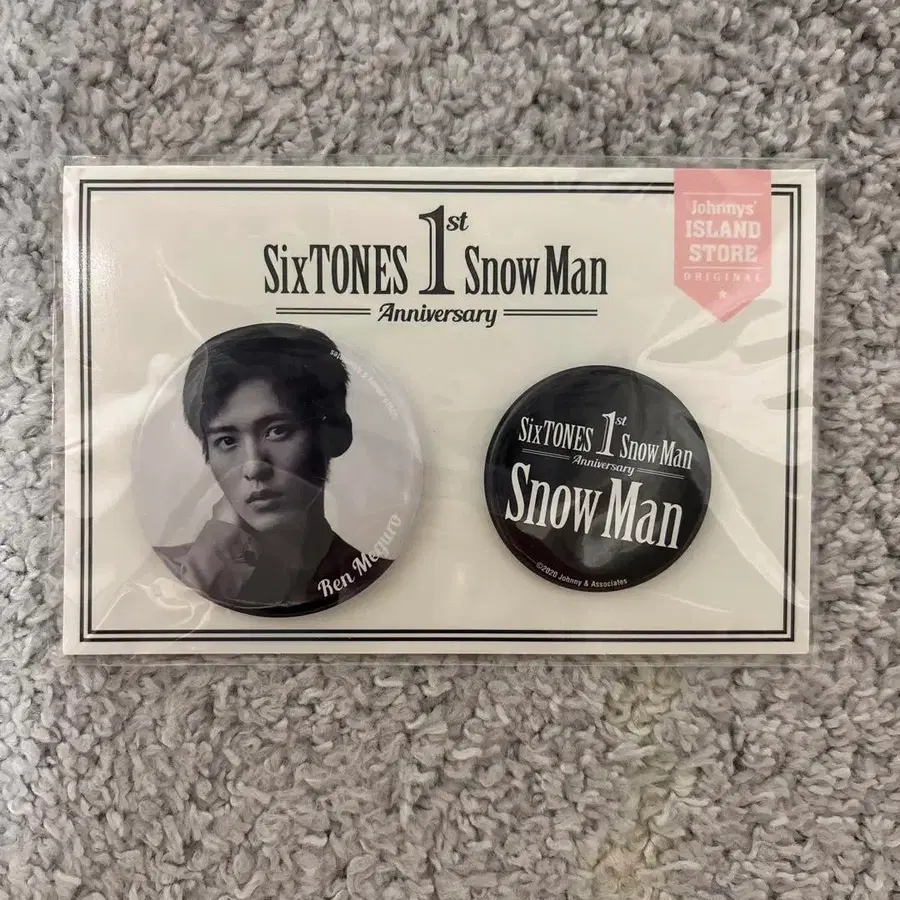 1st
SixTONES Snow Man
Anniversary
Johnnys'
ISLAND
STORE
ORIGINAL
Ren Meguro
1st
SixTONES Snow Man
Anniversary
Snow Man
©2020 Johnny & Associates